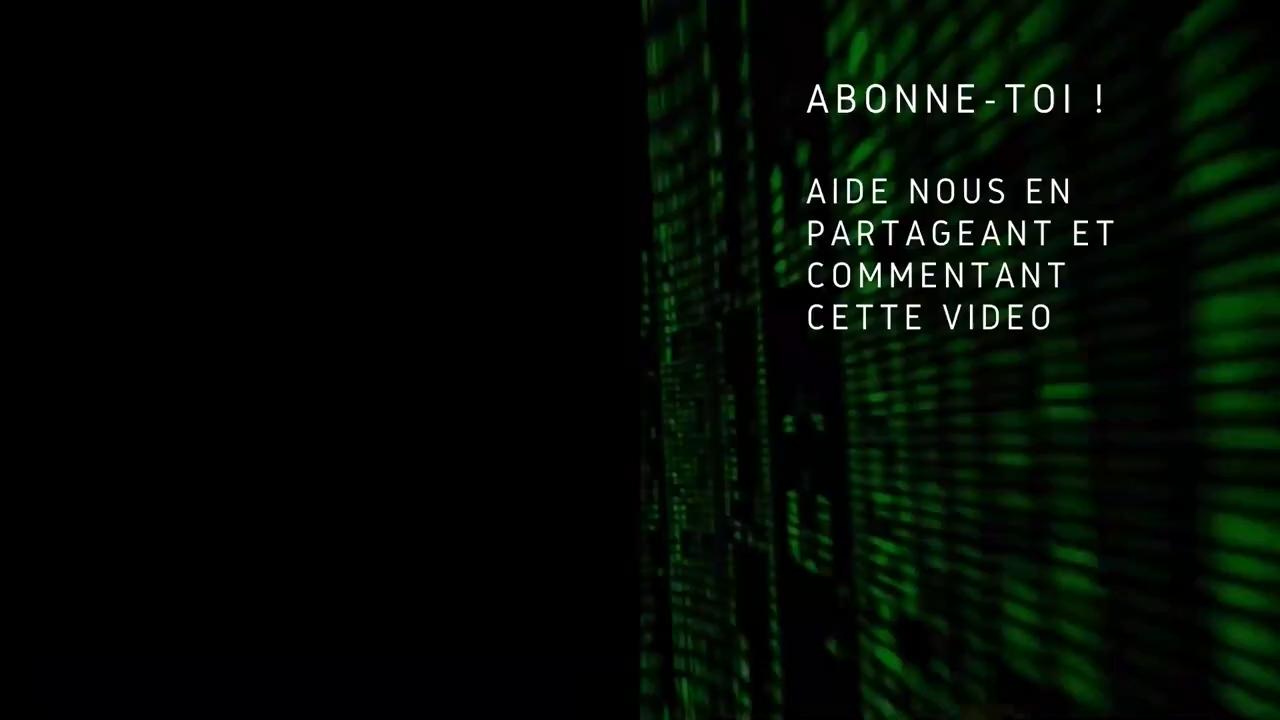 ABONNE-TOI !
AIDE NOUS EN
PARTAGEANT ET
COMMENTANT
CETTE VIDEO